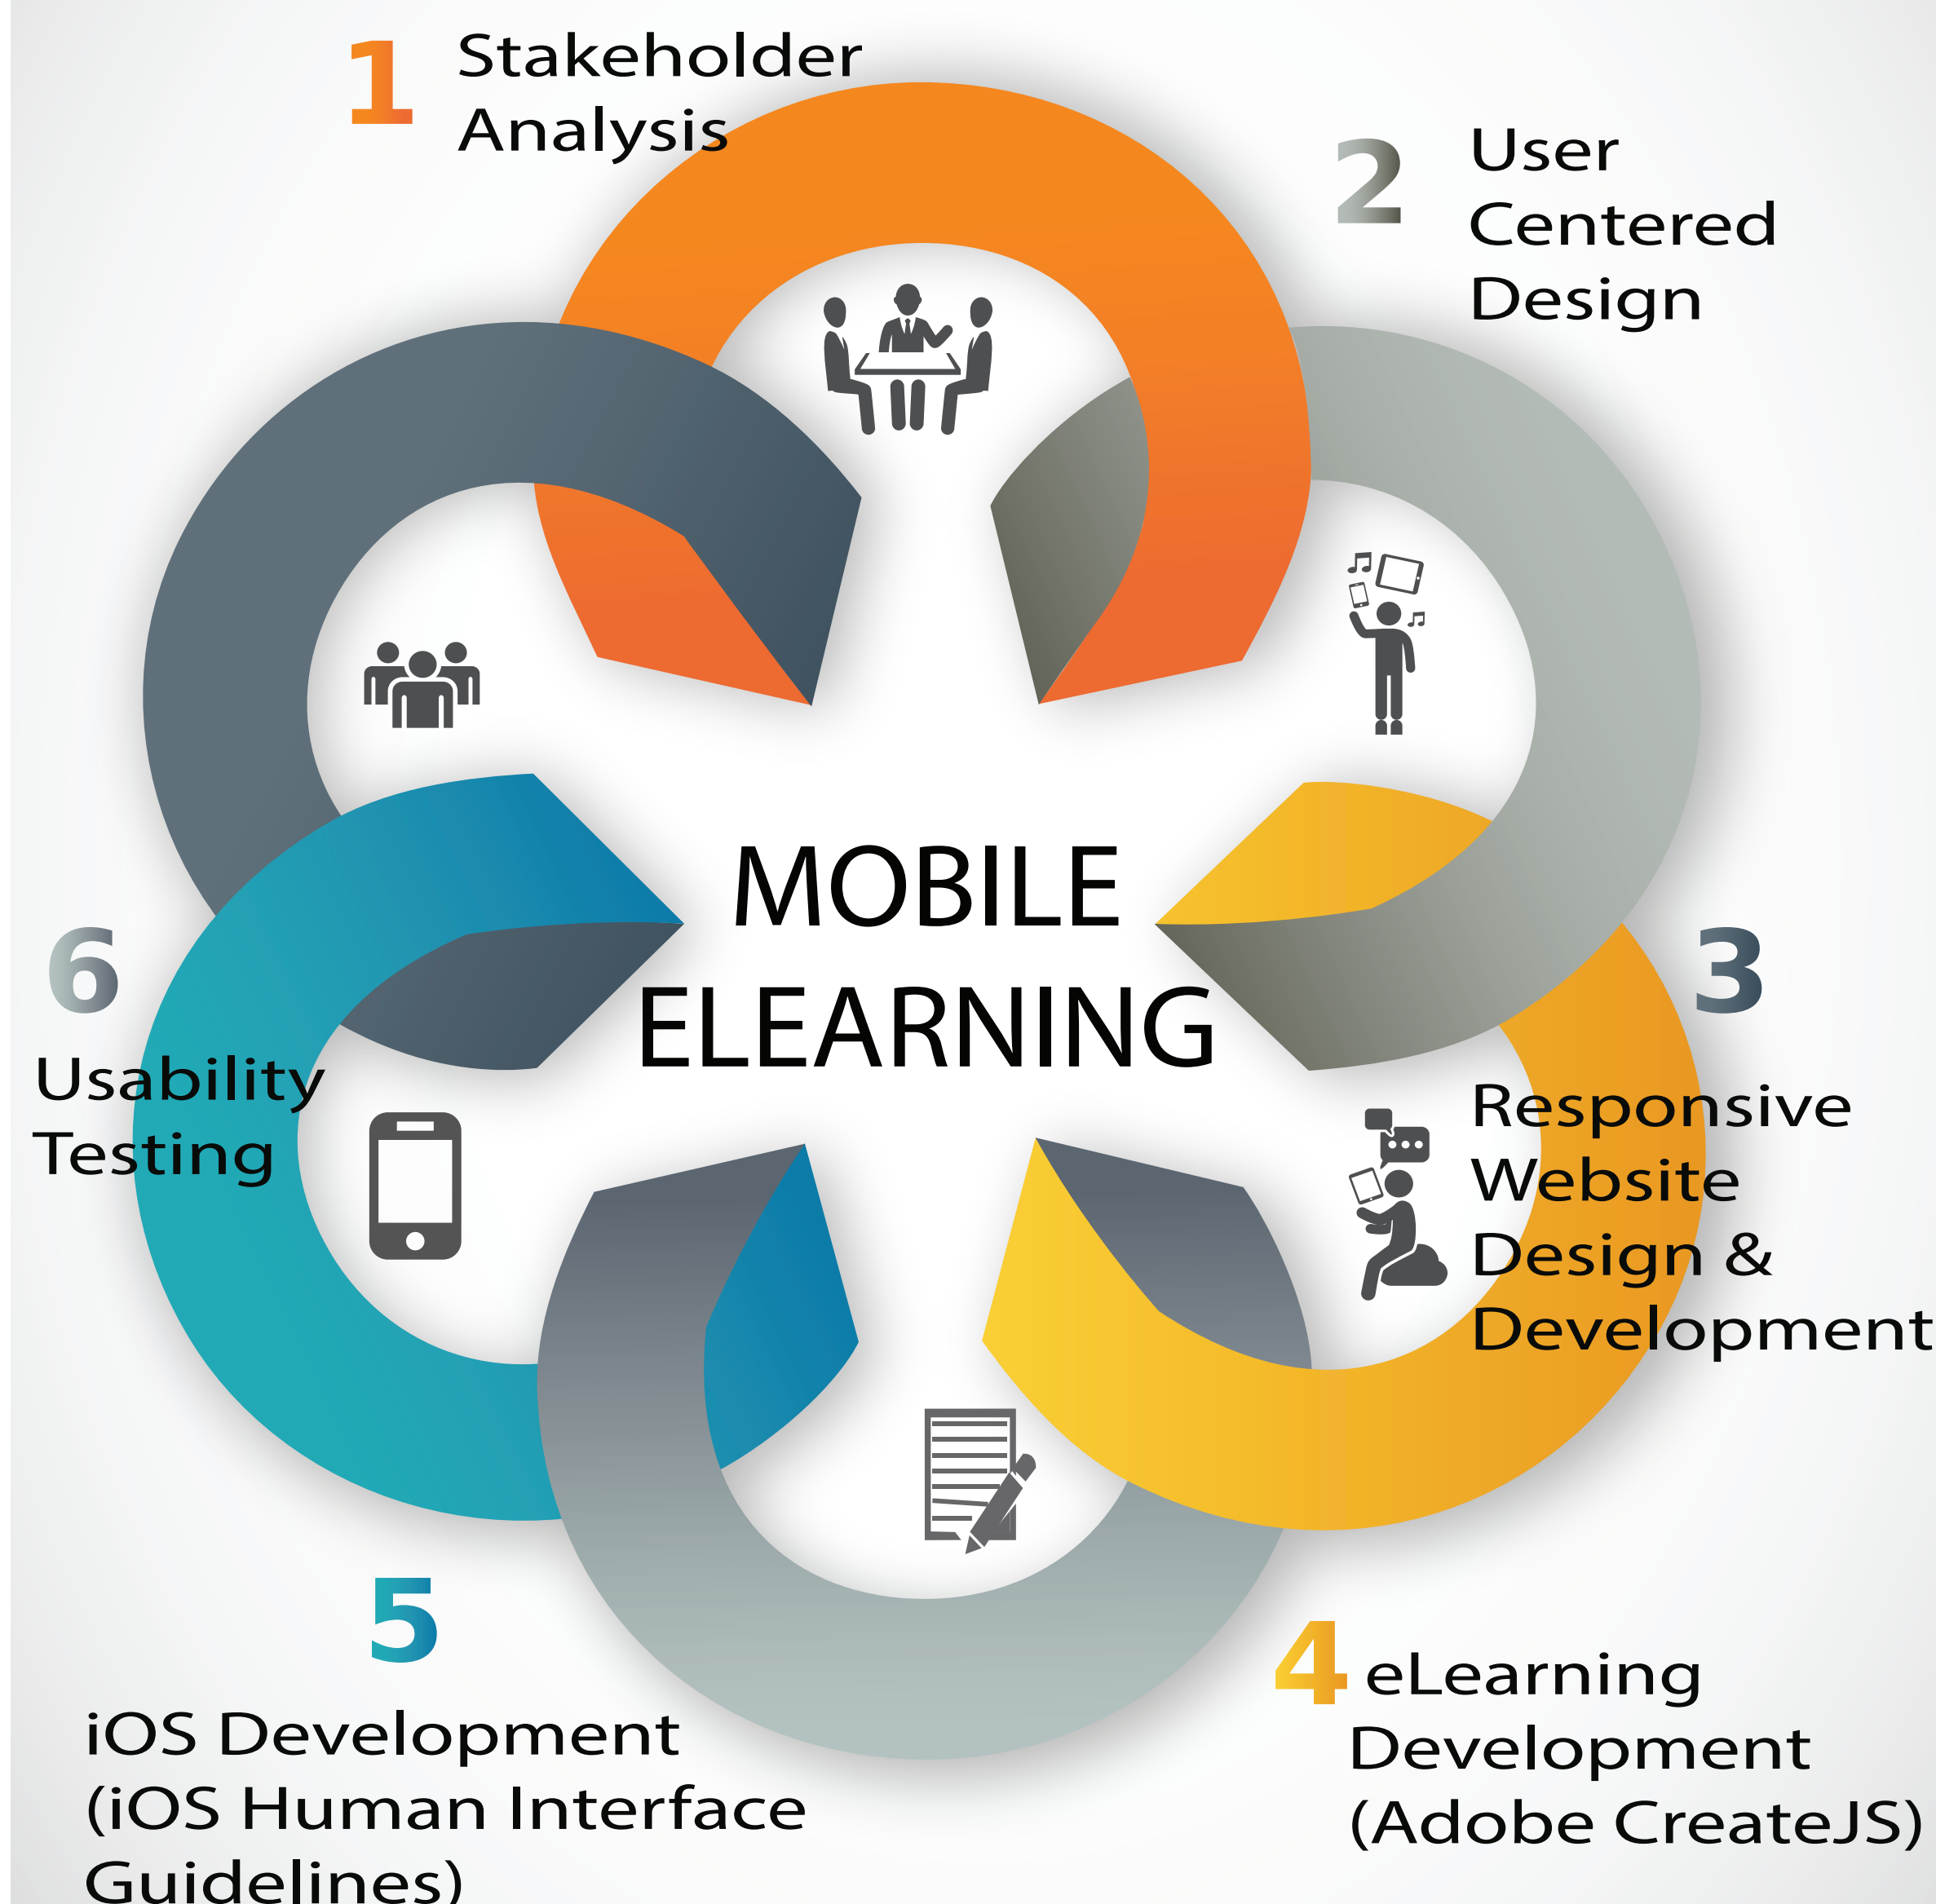 1
Stakeholder
Analysis
2
User
Centered
Design
MOBILE
ELEARNING
3
Responsive
Website
Design &
Development
4
eLearning
Development
(Adobe CreateJS)
5
iOS Development
(iOS Human Interface
Guidelines)
6
Usability
Testing